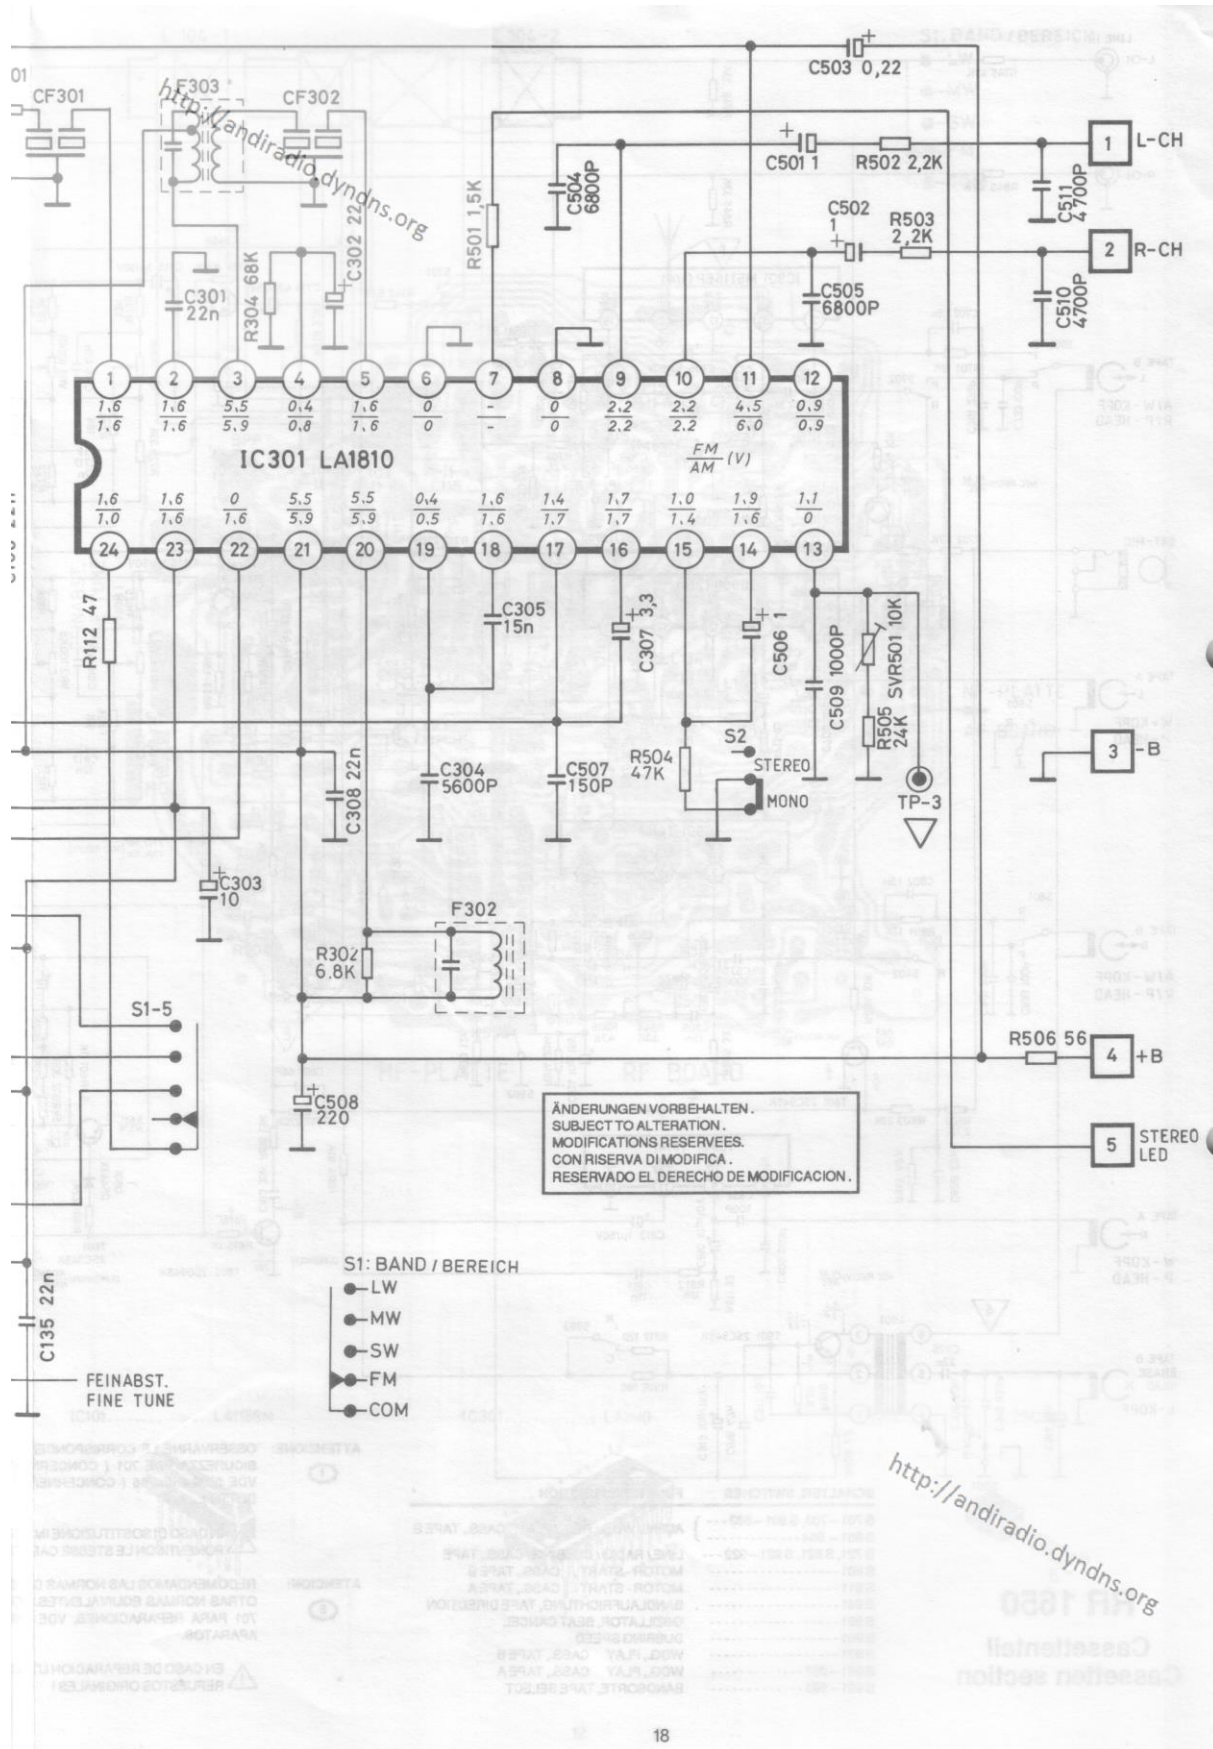 C503 0,22
01
CF301
F303
CF302
http://andiradio.dyndns.org
C501 1
R502 2,2K
1
L-CH
C504 6800P
C511 4700P
R501 1,5K
C502 1
R503 2,2K
2
R-CH
C302 22
C301 22n
R304 68K
C505 6800P
C510 4700P
1 2 3 4 5 6 7 8 9 10 11 12
1.6 1.6 5.5 0.4 1.6 0 - 0 2.2 2.2 4.5 0.9
1.6 1.6 5.9 0.8 1.6 0 - 0 2.2 2.2 6.0 0.9
IC301 LA1810
FM
AM (V)
1.6 1.6 0 5.5 5.5 0.4 1.6 1.4 1.7 1.0 1.9 1.1
1.0 1.6 1.6 5.9 5.9 0.5 1.6 1.7 1.7 1.4 1.6 0
24 23 22 21 20 19 18 17 16 15 14 13
R112 47
C305 15n
C307 3,3
C506 1
C509 1000P
SVR501 10K
R505 24K
S2
STEREO
MONO
3
-B
C308 22n
C304 5600P
C507 150P
R504 47K
TP-3
C303 10
F302
R302 6.8K
S1-5
R506 56
4
+B
C508 220
ÄNDERUNGEN VORBEHALTEN.
SUBJECT TO ALTERATION.
MODIFICATIONS RESERVEES.
CON RISERVA DI MODIFICA.
RESERVADO EL DERECHO DE MODIFICACION.
5
STEREO LED
S1: BAND / BEREICH
LW
MW
SW
FM
COM
C135 22n
FEINABST.
FINE TUNE
http://andiradio.dyndns.org
18